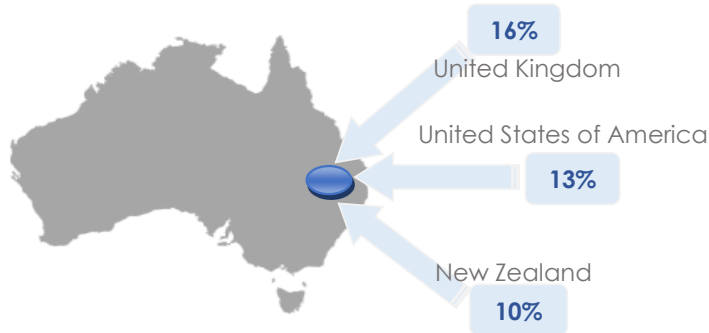 16%
United Kingdom
United States of America
13%
New Zealand
10%